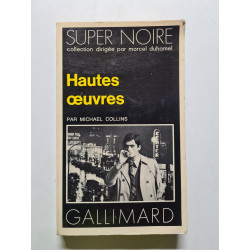 SUPER NOIRE
collection dirigée par marcel duhamel
Hautes
œuvres
PAR MICHAEL COLLINS
GALLIMARD